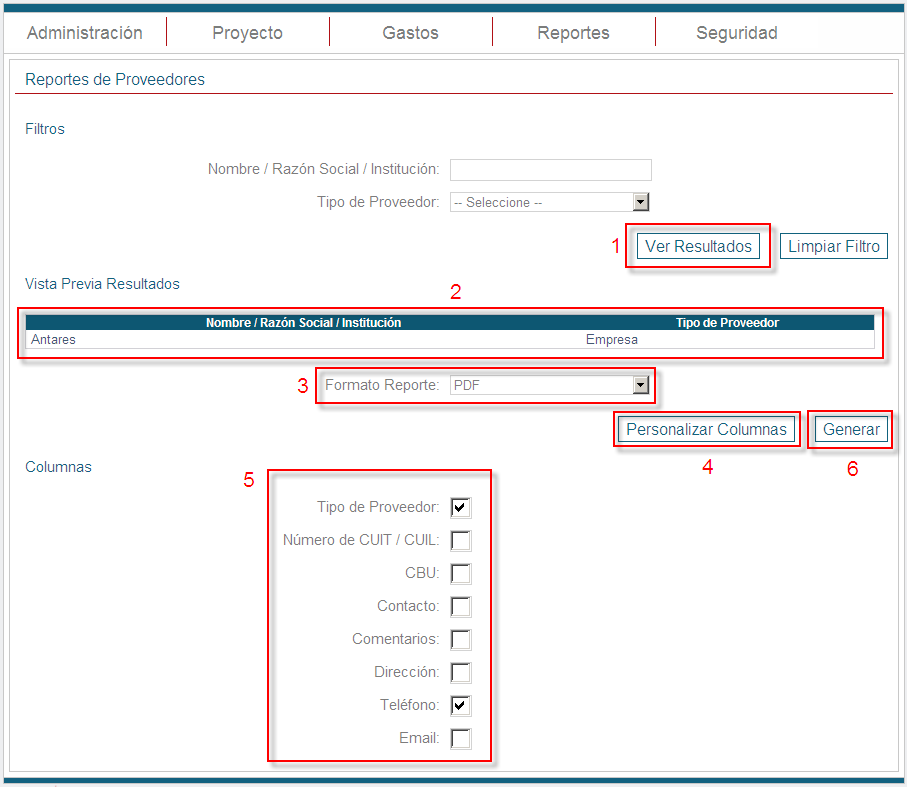 Administración Proyecto Gastos Reportes Seguridad
Reportes de Proveedores
Filtros
Nombre / Razón Social / Institución:
Tipo de Proveedor: -- Seleccione --
1 Ver Resultados Limpiar Filtro
Vista Previa Resultados
2
Nombre / Razón Social / Institución Tipo de Proveedor
Antares Empresa
3 Formato Reporte: PDF
Personalizar Columnas Generar
4 6
Columnas
5
Tipo de Proveedor:
Número de CUIT / CUIL:
CBU:
Contacto:
Comentarios:
Dirección:
Teléfono:
Email: